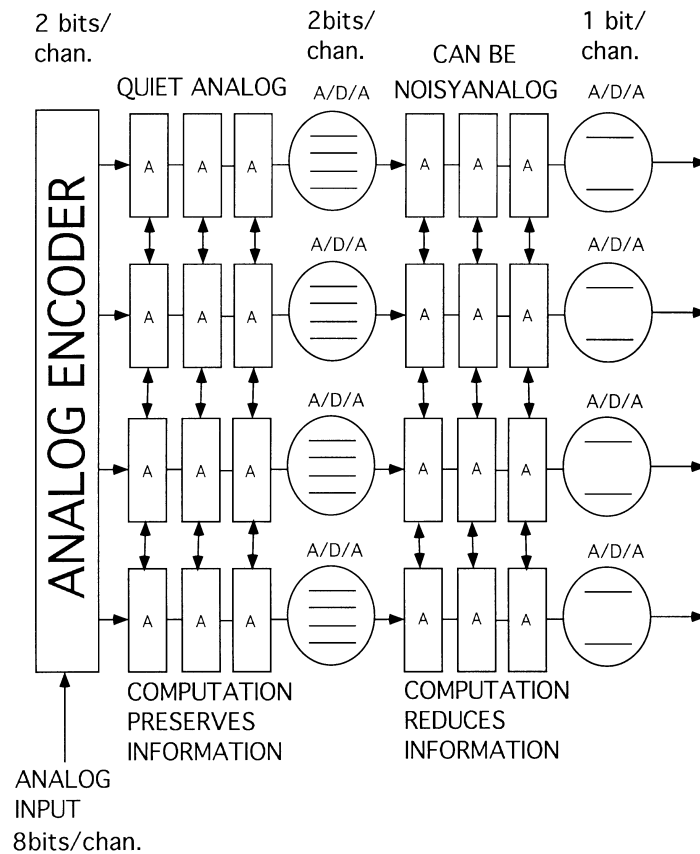 2 bits/
chan.
2bits/
chan.
1 bit/
chan.
QUIET ANALOG
CAN BE
NOISYANALOG
A/D/A
A/D/A
ANALOG ENCODER
A A A
A A A
A/D/A
A/D/A
A A A
A A A
A/D/A
A/D/A
A A A
A A A
A/D/A
A/D/A
A A A
A A A
COMPUTATION
PRESERVES
INFORMATION
COMPUTATION
REDUCES
INFORMATION
ANALOG
INPUT
8bits/chan.